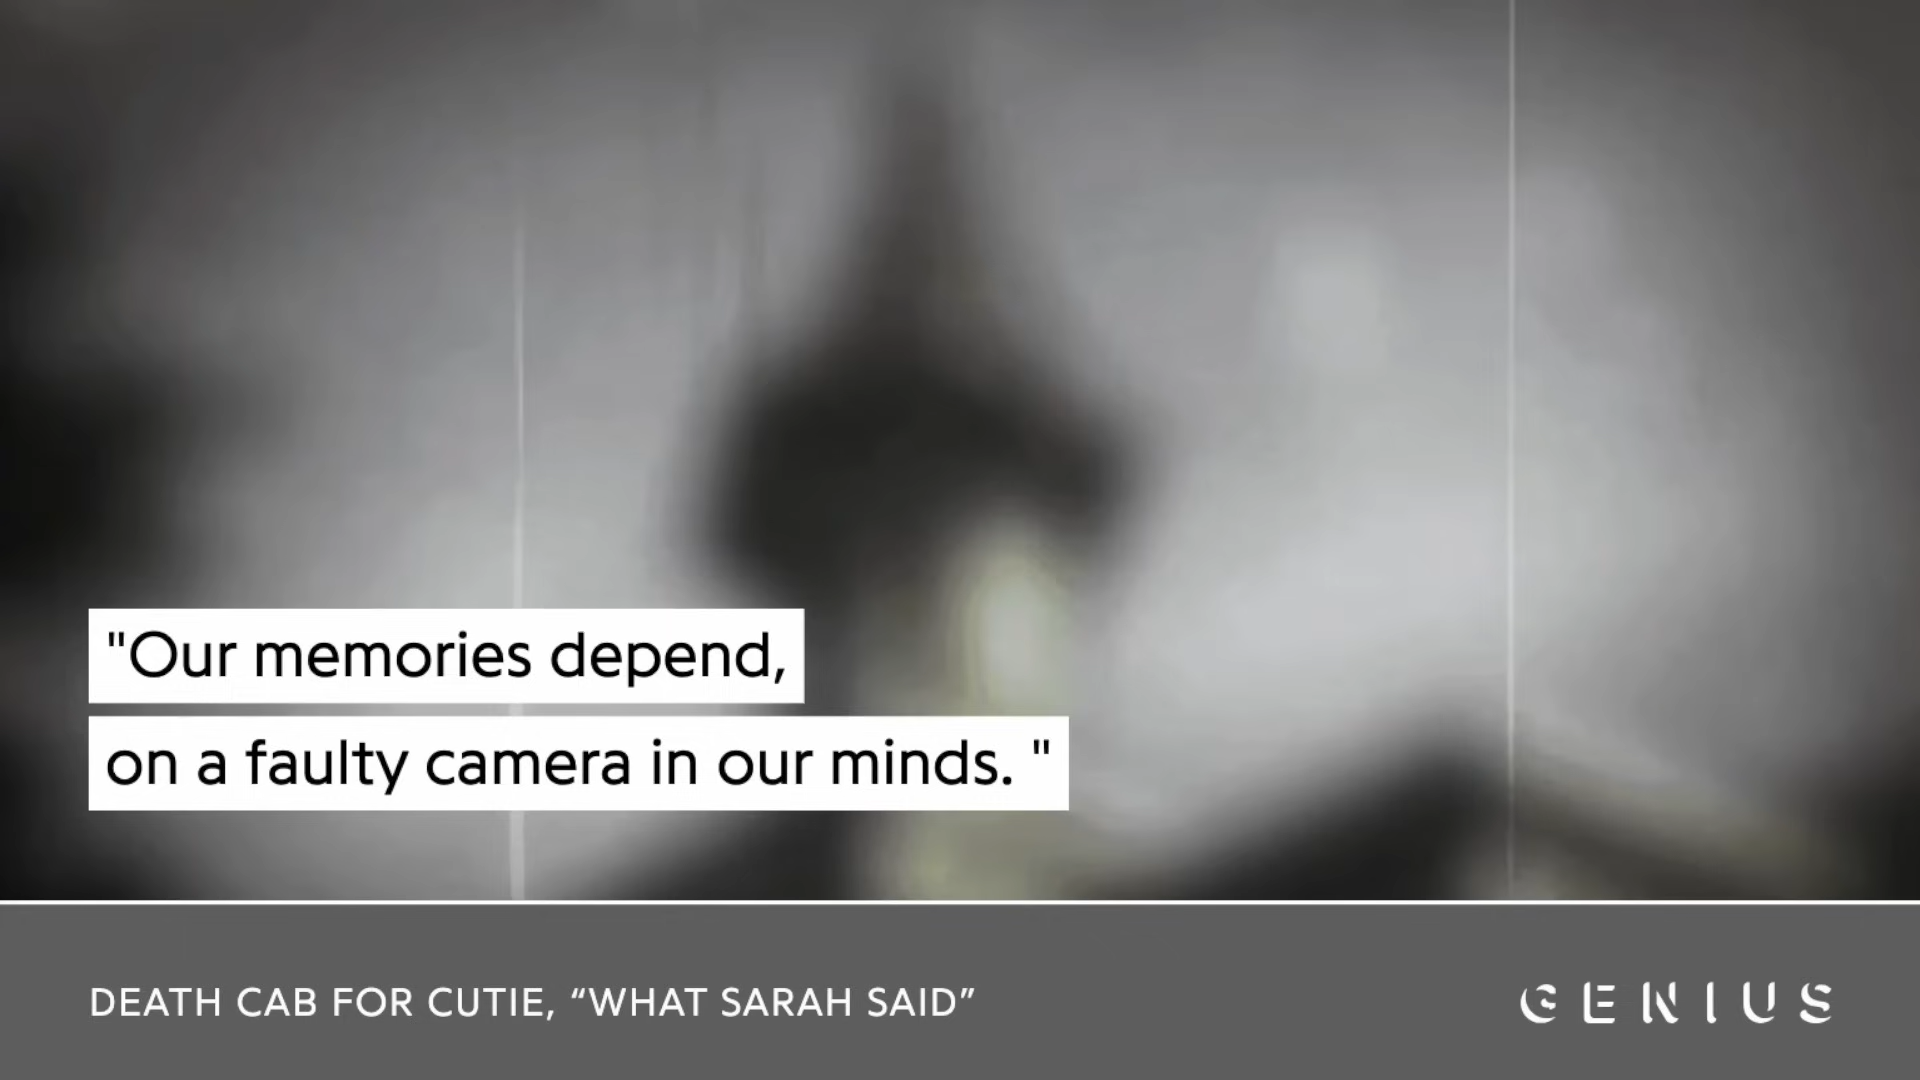 "Our memories depend,
on a faulty camera in our minds. "
DEATH CAB FOR CUTIE, “WHAT SARAH SAID”
GENIUS